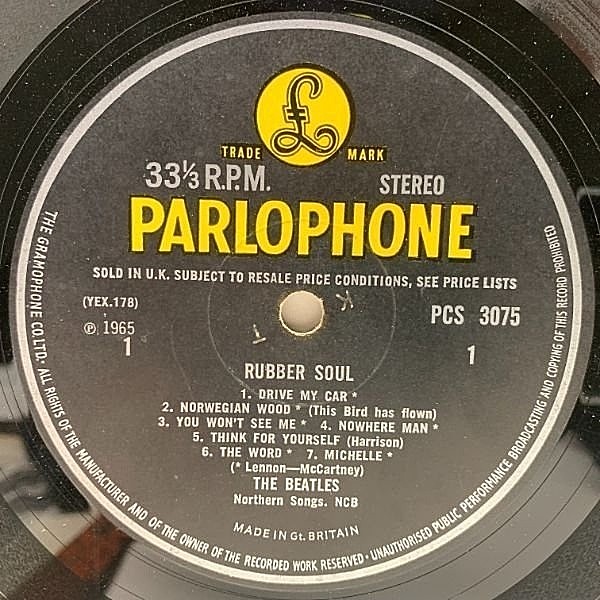 £
TRADE MARK
33⅓ R.P.M. STEREO
PARLOPHONE
SOLD IN U.K. SUBJECT TO RESALE PRICE CONDITIONS, SEE PRICE LISTS
(YEX.178)
℗ 1965
1
PCS 3075
1
RUBBER SOUL
1. DRIVE MY CAR *
2. NORWEGIAN WOOD * (This Bird has flown)
3. YOU WON'T SEE ME * 4. NOWHERE MAN *
5. THINK FOR YOURSELF (Harrison)
6. THE WORD * 7. MICHELLE *
(* Lennon—McCartney)
THE BEATLES
Northern Songs. NCB
MADE IN Gt. BRITAIN
THE GRAMOPHONE CO. LTD. ALL RIGHTS OF THE MANUFACTURER AND OF THE OWNER OF THE RECORDED WORK RESERVED · UNAUTHORISED PUBLIC PERFORMANCE BROADCASTING AND COPYING OF THIS RECORD PROHIBITED